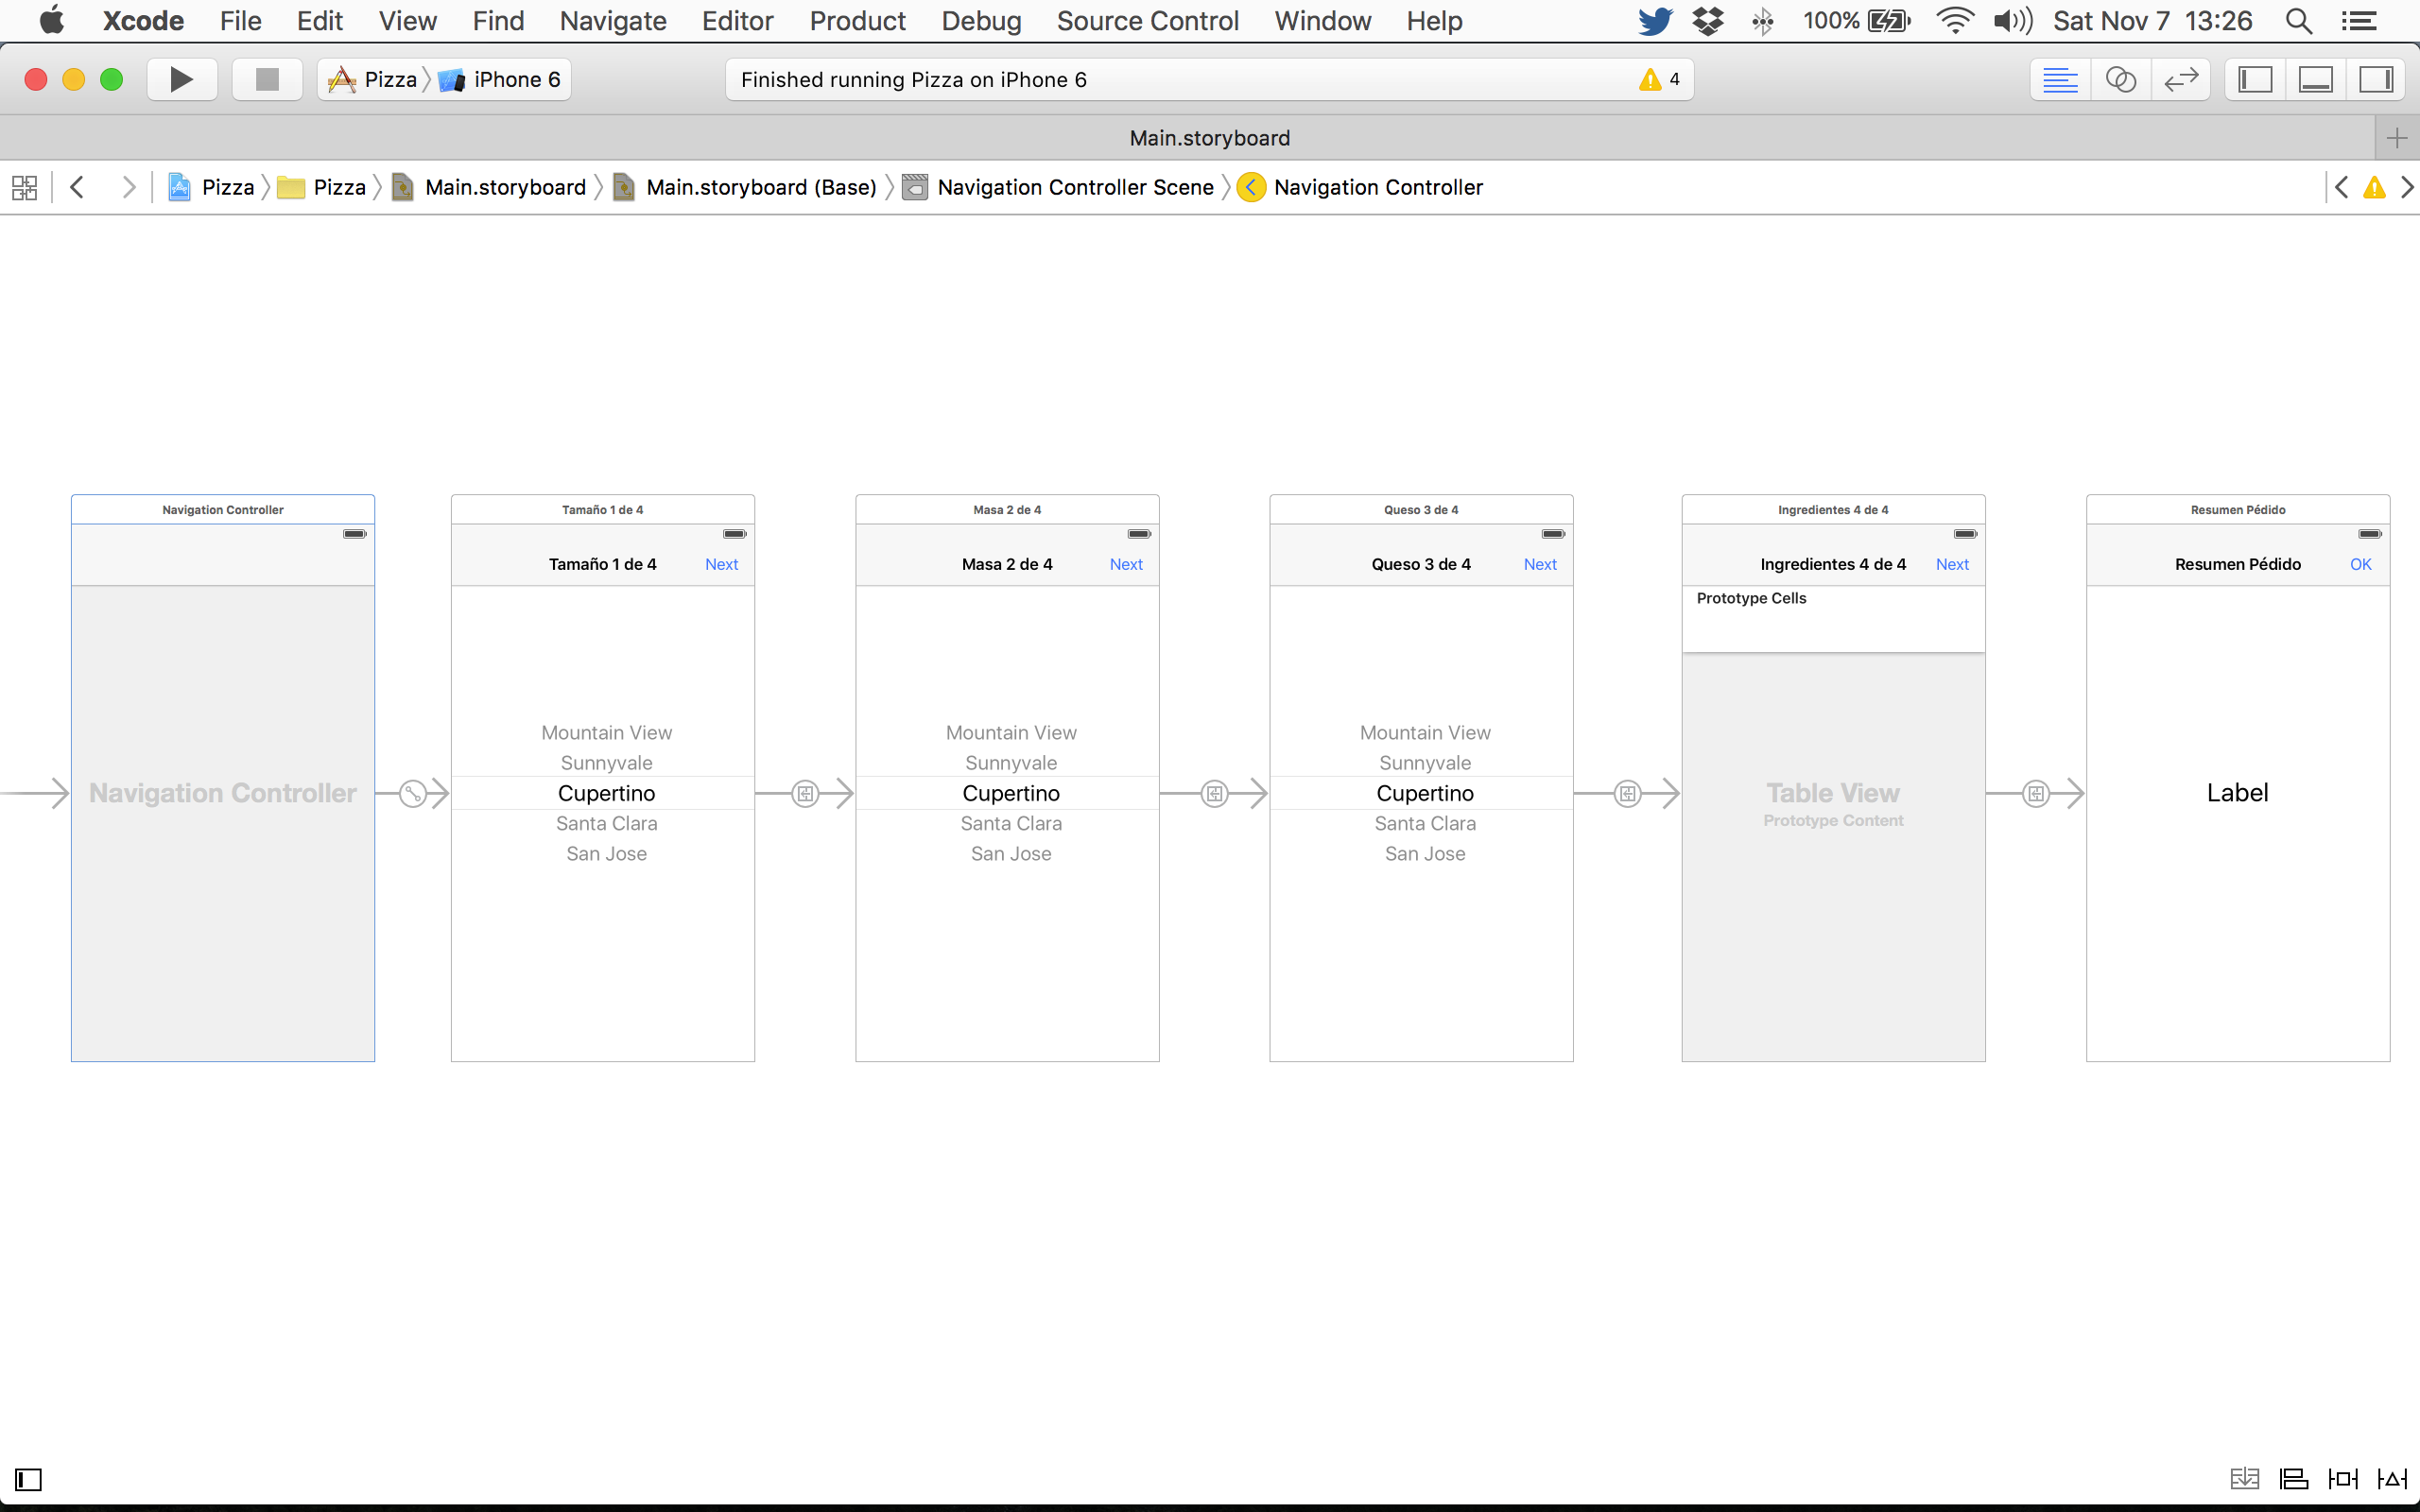 Xcode File Edit View Find Navigate Editor Product Debug Source Control Window Help 100% Sat Nov 7 13:26
Pizza iPhone 6 Finished running Pizza on iPhone 6 4
Main.storyboard
Pizza Pizza Main.storyboard Main.storyboard (Base) Navigation Controller Scene Navigation Controller
Navigation Controller
Navigation Controller
Tamaño 1 de 4
Tamaño 1 de 4 Next
Mountain View
Sunnyvale
Cupertino
Santa Clara
San Jose
Masa 2 de 4
Masa 2 de 4 Next
Mountain View
Sunnyvale
Cupertino
Santa Clara
San Jose
Queso 3 de 4
Queso 3 de 4 Next
Mountain View
Sunnyvale
Cupertino
Santa Clara
San Jose
Ingredientes 4 de 4
Ingredientes 4 de 4 Next
Prototype Cells
Table View
Prototype Content
Resumen Pédido
Resumen Pédido OK
Label